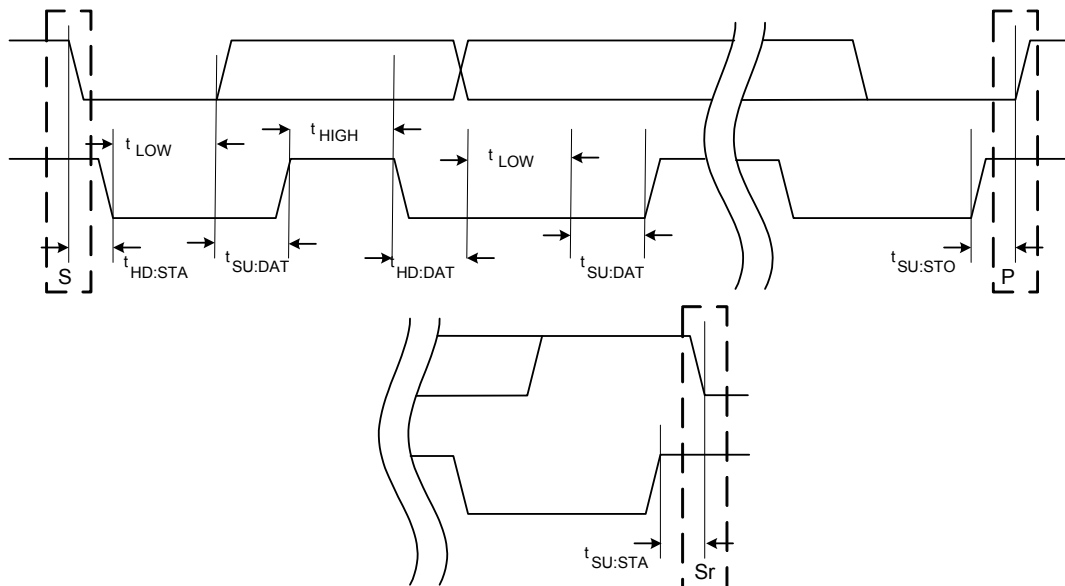 t LOW
t HIGH
t LOW
S
t HD:STA
t SU:DAT
t HD:DAT
t SU:DAT
t SU:STO
P
t SU:STA
Sr